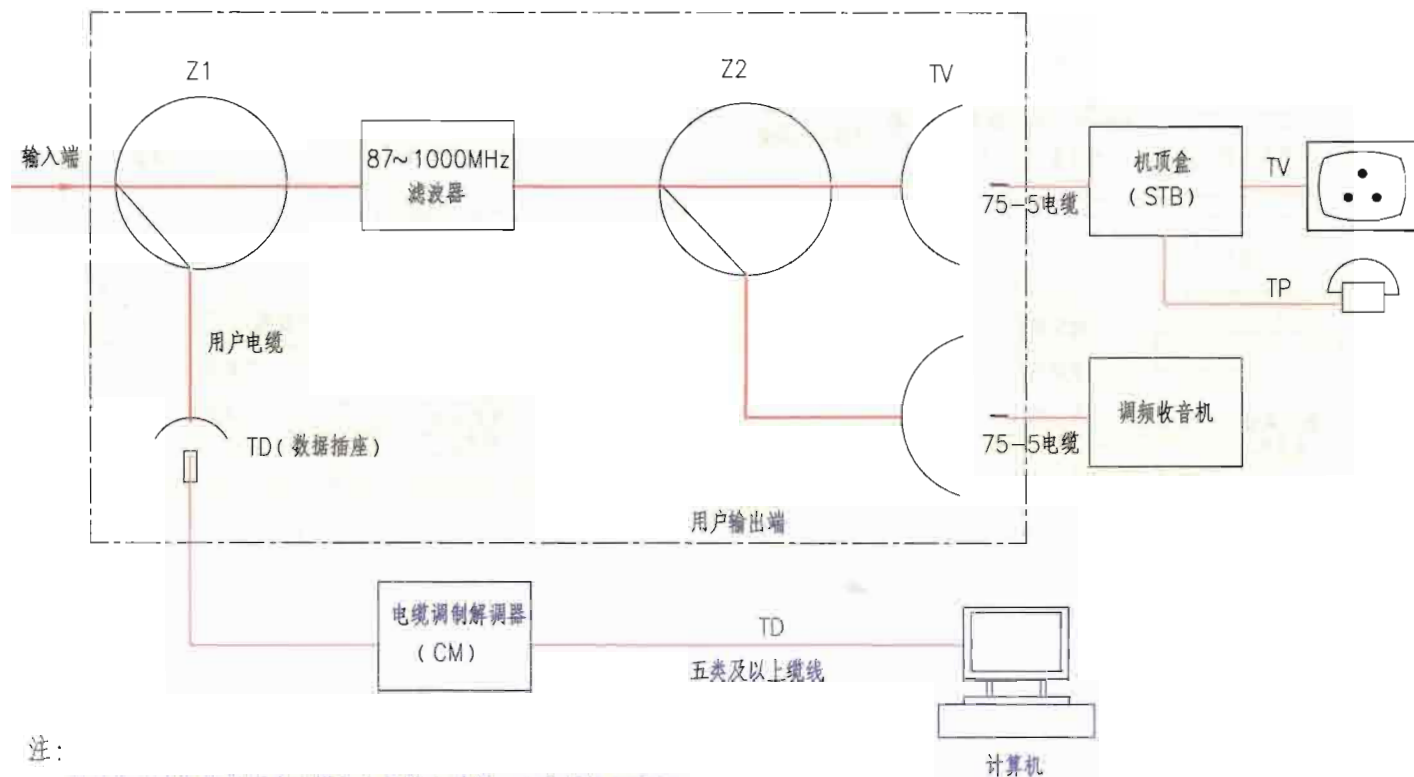 Z1
Z2
TV
输入端
87~1000MHz
滤波器
机顶盒
(STB)
TV
75-5电缆
TP
用户电缆
调频收音机
TD(数据插座)
75-5电缆
用户输出端
电缆调制解调器
(CM)
TD
五类及以上缆线
计算机
注: